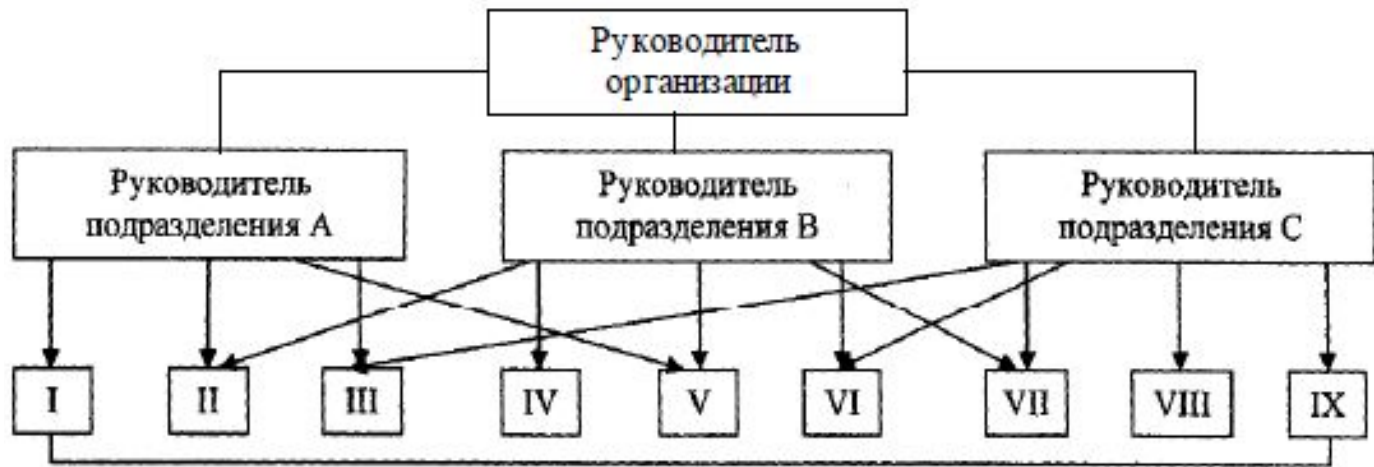 Руководитель
организации
Руководитель
подразделения А
Руководитель
подразделения В
Руководитель
подразделения С
I
II
III
IV
V
VI
VII
VIII
IX